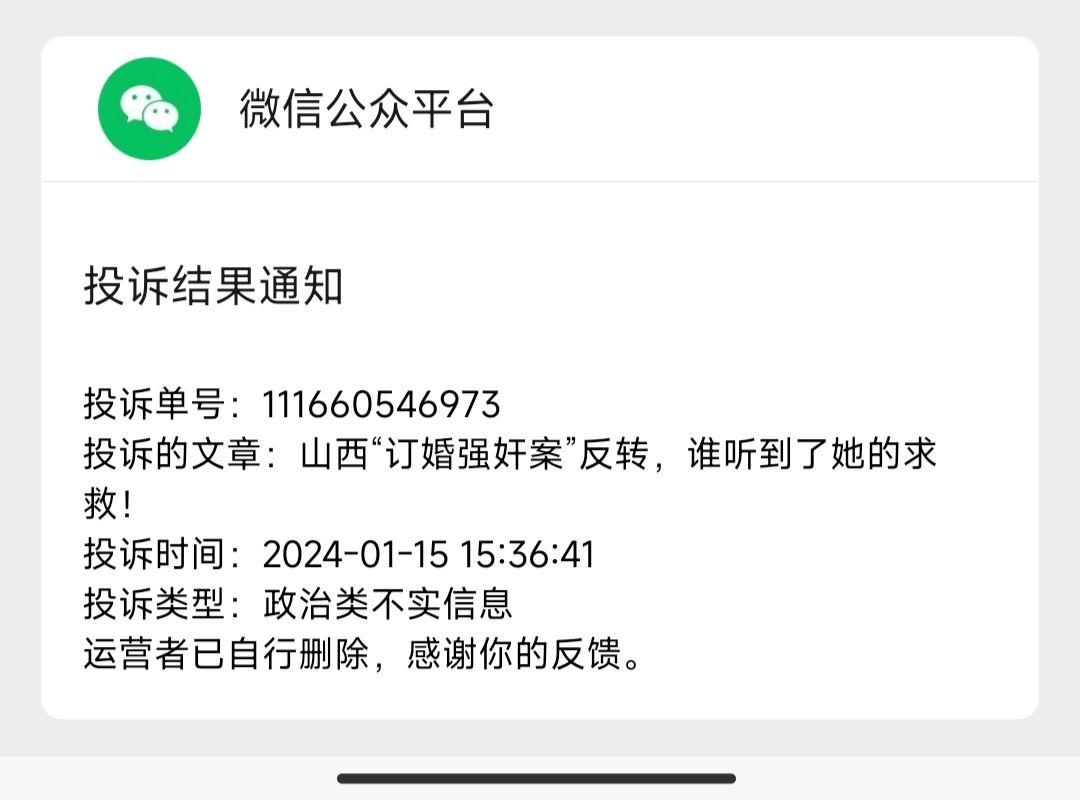 微信公众平台
投诉结果通知
投诉单号：111660546973
投诉的文章：山西“订婚强奸案”反转，谁听到了她的求
救！
投诉时间：2024-01-15 15:36:41
投诉类型：政治类不实信息
运营者已自行删除，感谢你的反馈。